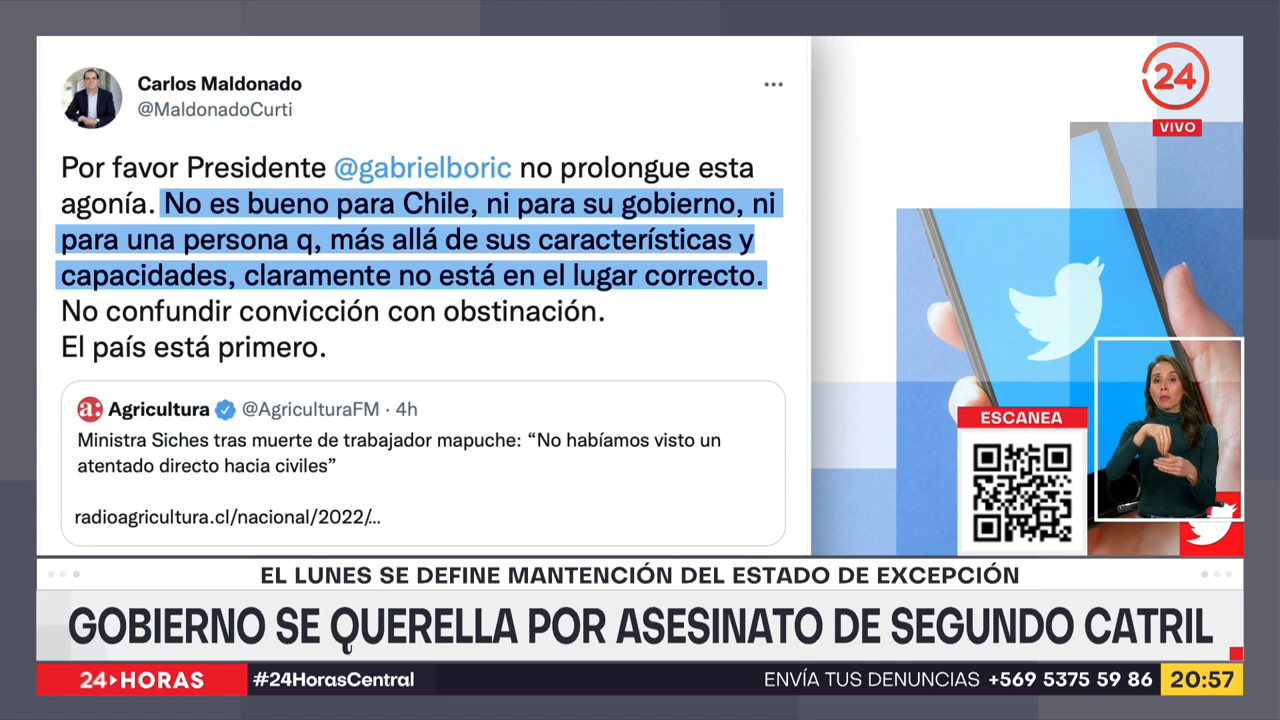 Carlos Maldonado
@MaldonadoCurti
Por favor Presidente @gabrielboric no prolongue esta
agonía. No es bueno para Chile, ni para su gobierno, ni
para una persona q, más allá de sus características y
capacidades, claramente no está en el lugar correcto.
No confundir convicción con obstinación.
El país está primero.
a: Agricultura @AgriculturaFM · 4h
Ministra Siches tras muerte de trabajador mapuche: “No habíamos visto un
atentado directo hacia civiles”
radioagricultura.cl/nacional/2022/...
24
VIVO
ESCANEA
EL LUNES SE DEFINE MANTENCIÓN DEL ESTADO DE EXCEPCIÓN
GOBIERNO SE QUERELLA POR ASESINATO DE SEGUNDO CATRIL
24 HORAS
#24HorasCentral
ENVÍA TUS DENUNCIAS +569 5375 59 86
20:57